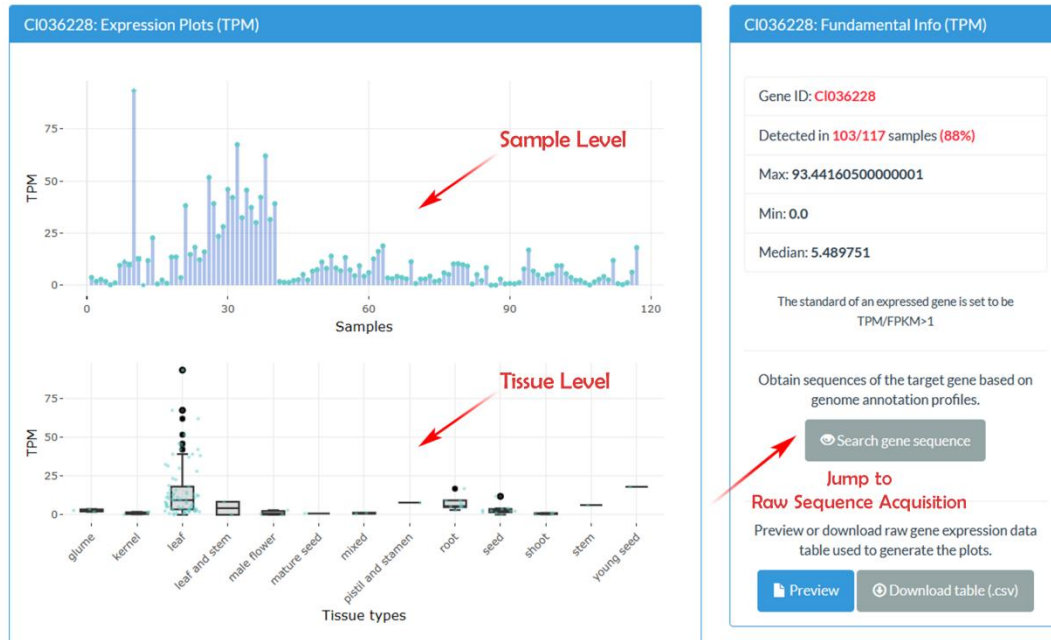 CI036228: Expression Plots (TPM)
75
50
25
0
TPM
0
30
60
90
120
Samples
Sample Level
75
50
25
0
TPM
glume
kernel
leaf
leaf and stem
male flower
mature seed
mixed
pistil and stamen
root
seed
shoot
stem
young seed
Tissue types
Tissue Level
CI036228: Fundamental Info (TPM)
Gene ID: CI036228
Detected in 103/117 samples (88%)
Max: 93.44160500000001
Min: 0.0
Median: 5.489751
The standard of an expressed gene is set to be
TPM/FPKM>1
Obtain sequences of the target gene based on
genome annotation profiles.
Search gene sequence
Jump to
Raw Sequence Acquisition
Preview or download raw gene expression data
table used to generate the plots.
Preview
Download table (.csv)